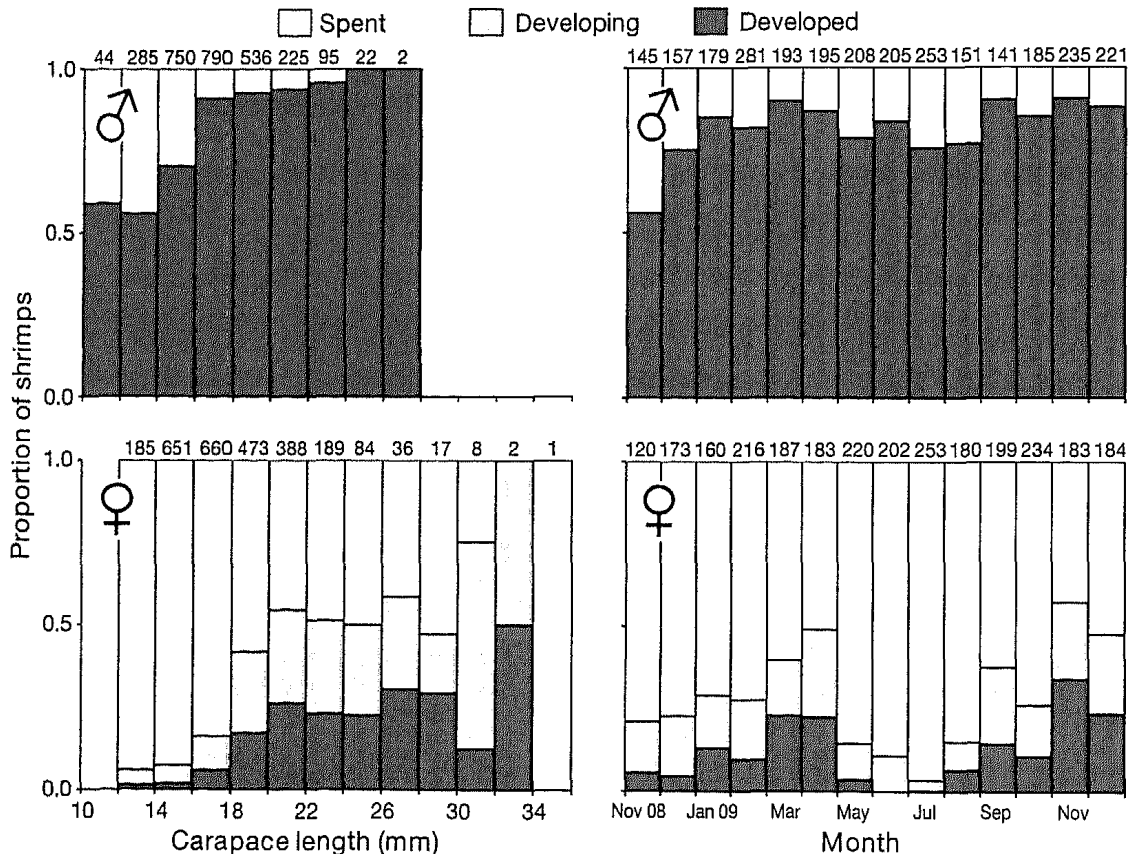 Spent Developing Developed
44 285 750 790 536 225 95 22 2
145 157 179 281 193 195 208 205 253 151 141 185 235 221
1.0
0.5
0.0
Proportion of shrimps
185 651 660 473 388 189 84 36 17 8 2 1
120 173 160 216 187 183 220 202 253 180 199 234 183 184
1.0
0.5
0.0
10 14 18 22 26 30 34
Nov 08 Jan 09 Mar May Jul Sep Nov
Carapace length (mm)
Month